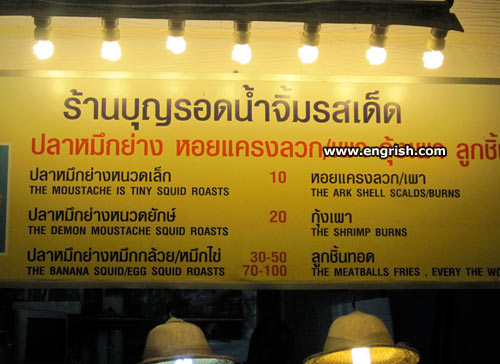 ร้านบุญรอดน้ำจิ้มรสเด็ด
ปลาหมึกย่าง หอยแครงลวก/เผา กุ้งเผา
www.engrish.com
ปลาหมึกย่างหนวดเล็ก 10
THE MOUSTACHE IS TINY SQUID ROASTS
ปลาหมึกย่างหนวดยักษ์ 20
THE DEMON MOUSTACHE SQUID ROASTS
ปลาหมึกย่างหมึกกล้วย/หมึกไข่ 30-50
THE BANANA SQUID/EGG SQUID ROASTS 70-100
หอยแครงลวก/เผา
THE ARK SHELL SCALDS/BURNS
กุ้งเผา
THE SHRIMP BURNS
ลูกชิ้นทอด
THE MEATBALLS FRIES , EVERY THE